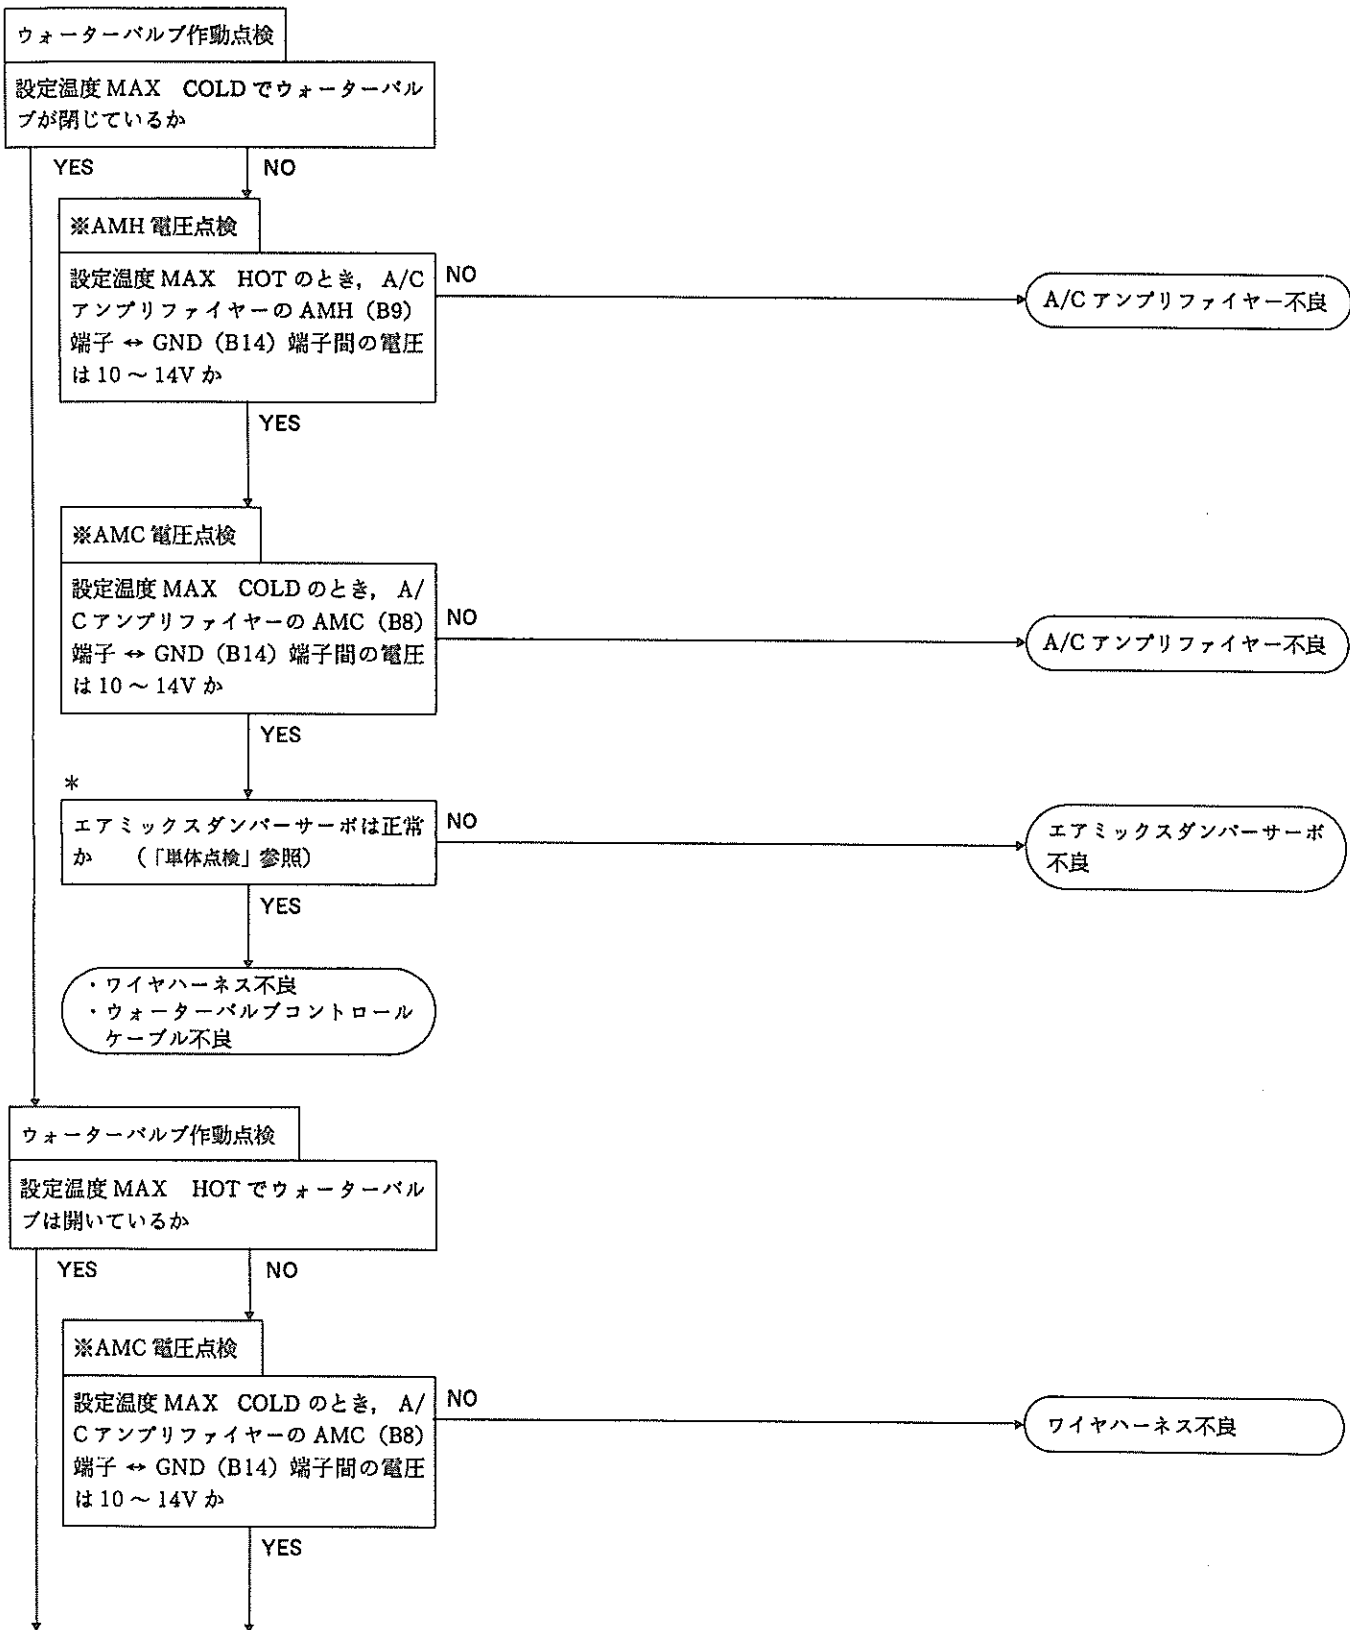 ウォーターバルブ作動点検
設定温度 MAX COLD でウォーターバル
ブが閉じているか
YES
NO
※AMH 電圧点検
設定温度 MAX HOT のとき，A/C
アンプリファイヤーの AMH（B9）
端子 ↔ GND（B14）端子間の電圧
は 10 ～ 14V か
NO
A/C アンプリファイヤー不良
YES
※AMC 電圧点検
設定温度 MAX COLD のとき，A/
C アンプリファイヤーの AMC（B8）
端子 ↔ GND（B14）端子間の電圧
は 10 ～ 14V か
NO
A/C アンプリファイヤー不良
YES
*
エアミックスダンパーサーボは正常
か （「単体点検」参照）
NO
エアミックスダンパーサーボ
不良
YES
・ワイヤハーネス不良
・ウォーターバルブコントロール
ケーブル不良
ウォーターバルブ作動点検
設定温度 MAX HOT でウォーターバル
ブは開いているか
YES
NO
※AMC 電圧点検
設定温度 MAX COLD のとき，A/
C アンプリファイヤーの AMC（B8）
端子 ↔ GND（B14）端子間の電圧
は 10 ～ 14V か
NO
ワイヤハーネス不良
YES